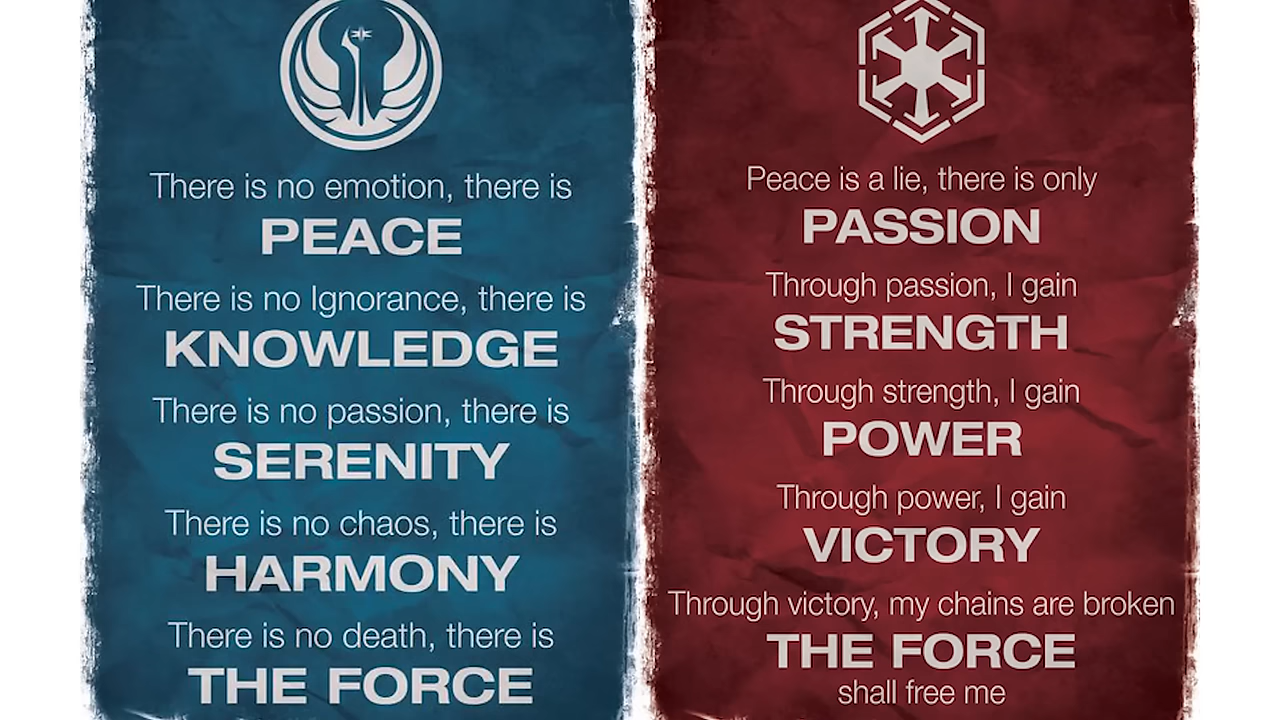 There is no emotion, there is
PEACE
There is no Ignorance, there is
KNOWLEDGE
There is no passion, there is
SERENITY
There is no chaos, there is
HARMONY
There is no death, there is
THE FORCE
Peace is a lie, there is only
PASSION
Through passion, I gain
STRENGTH
Through strength, I gain
POWER
Through power, I gain
VICTORY
Through victory, my chains are broken
THE FORCE
shall free me